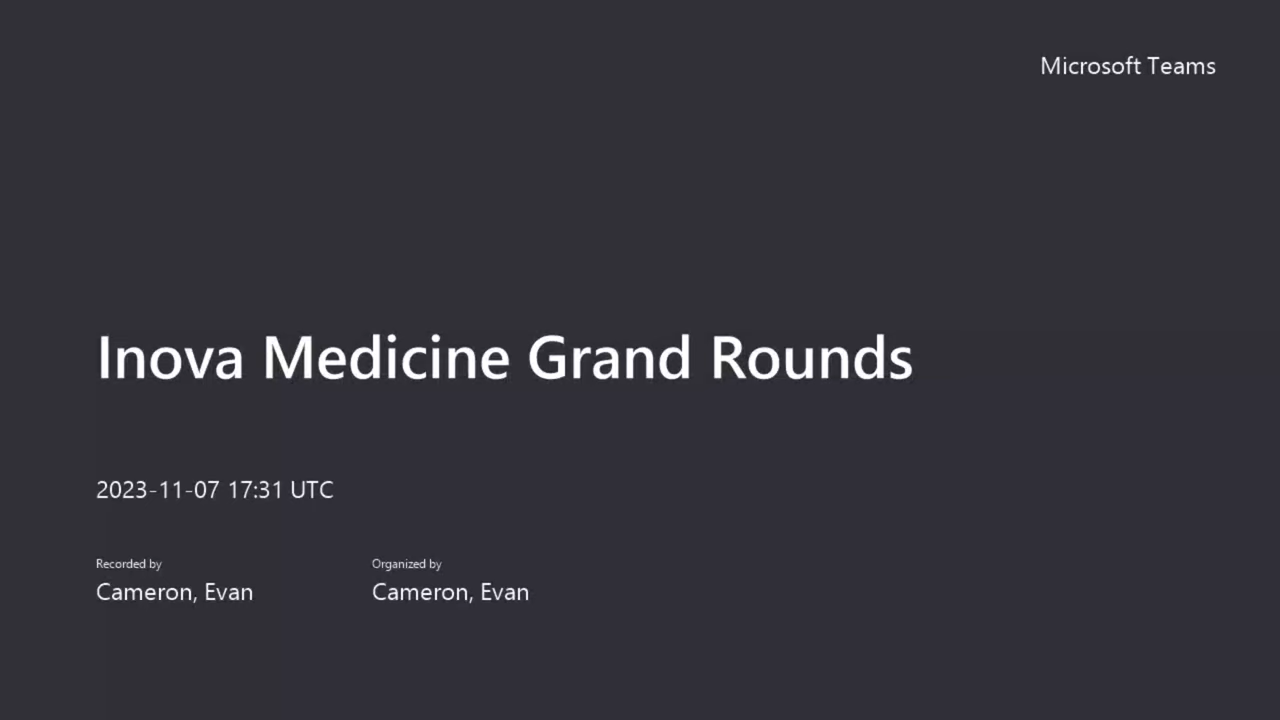 Microsoft Teams
Inova Medicine Grand Rounds
2023-11-07 17:31 UTC
Recorded by
Cameron, Evan
Organized by
Cameron, Evan